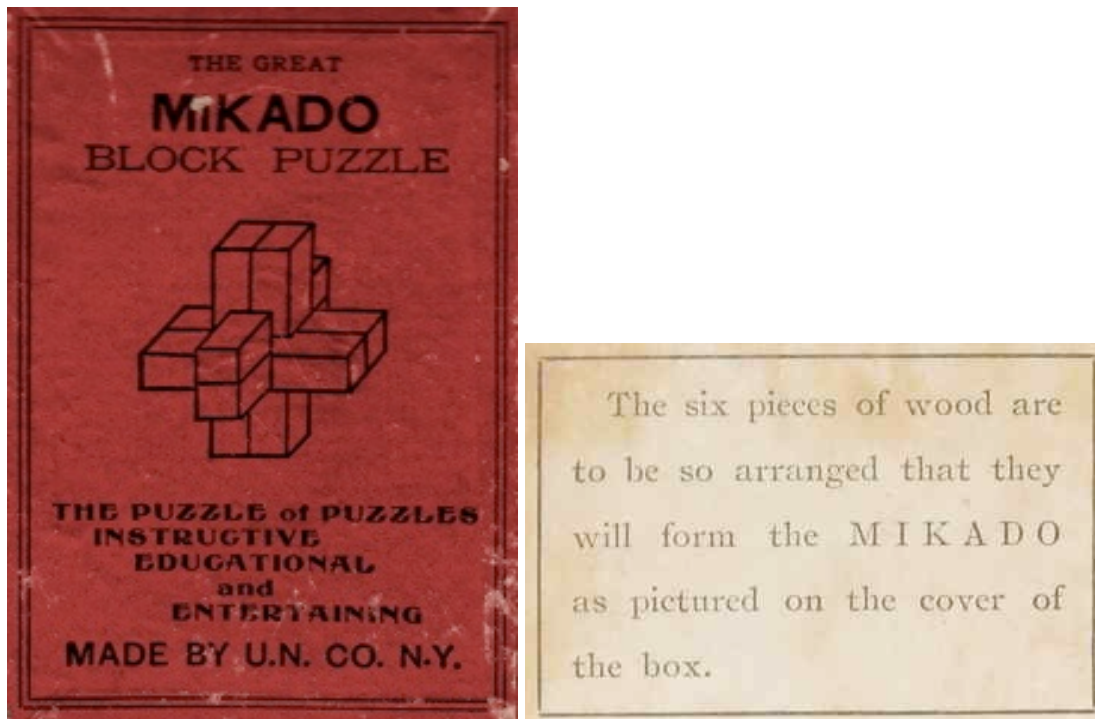 THE GREAT
MIKADO
BLOCK PUZZLE
THE PUZZLE of PUZZLES
INSTRUCTIVE
EDUCATIONAL
and
ENTERTAINING
MADE BY U.N. CO. N.Y.
The six pieces of wood are
to be so arranged that they
will form the MIKADO
as pictured on the cover of
the box.